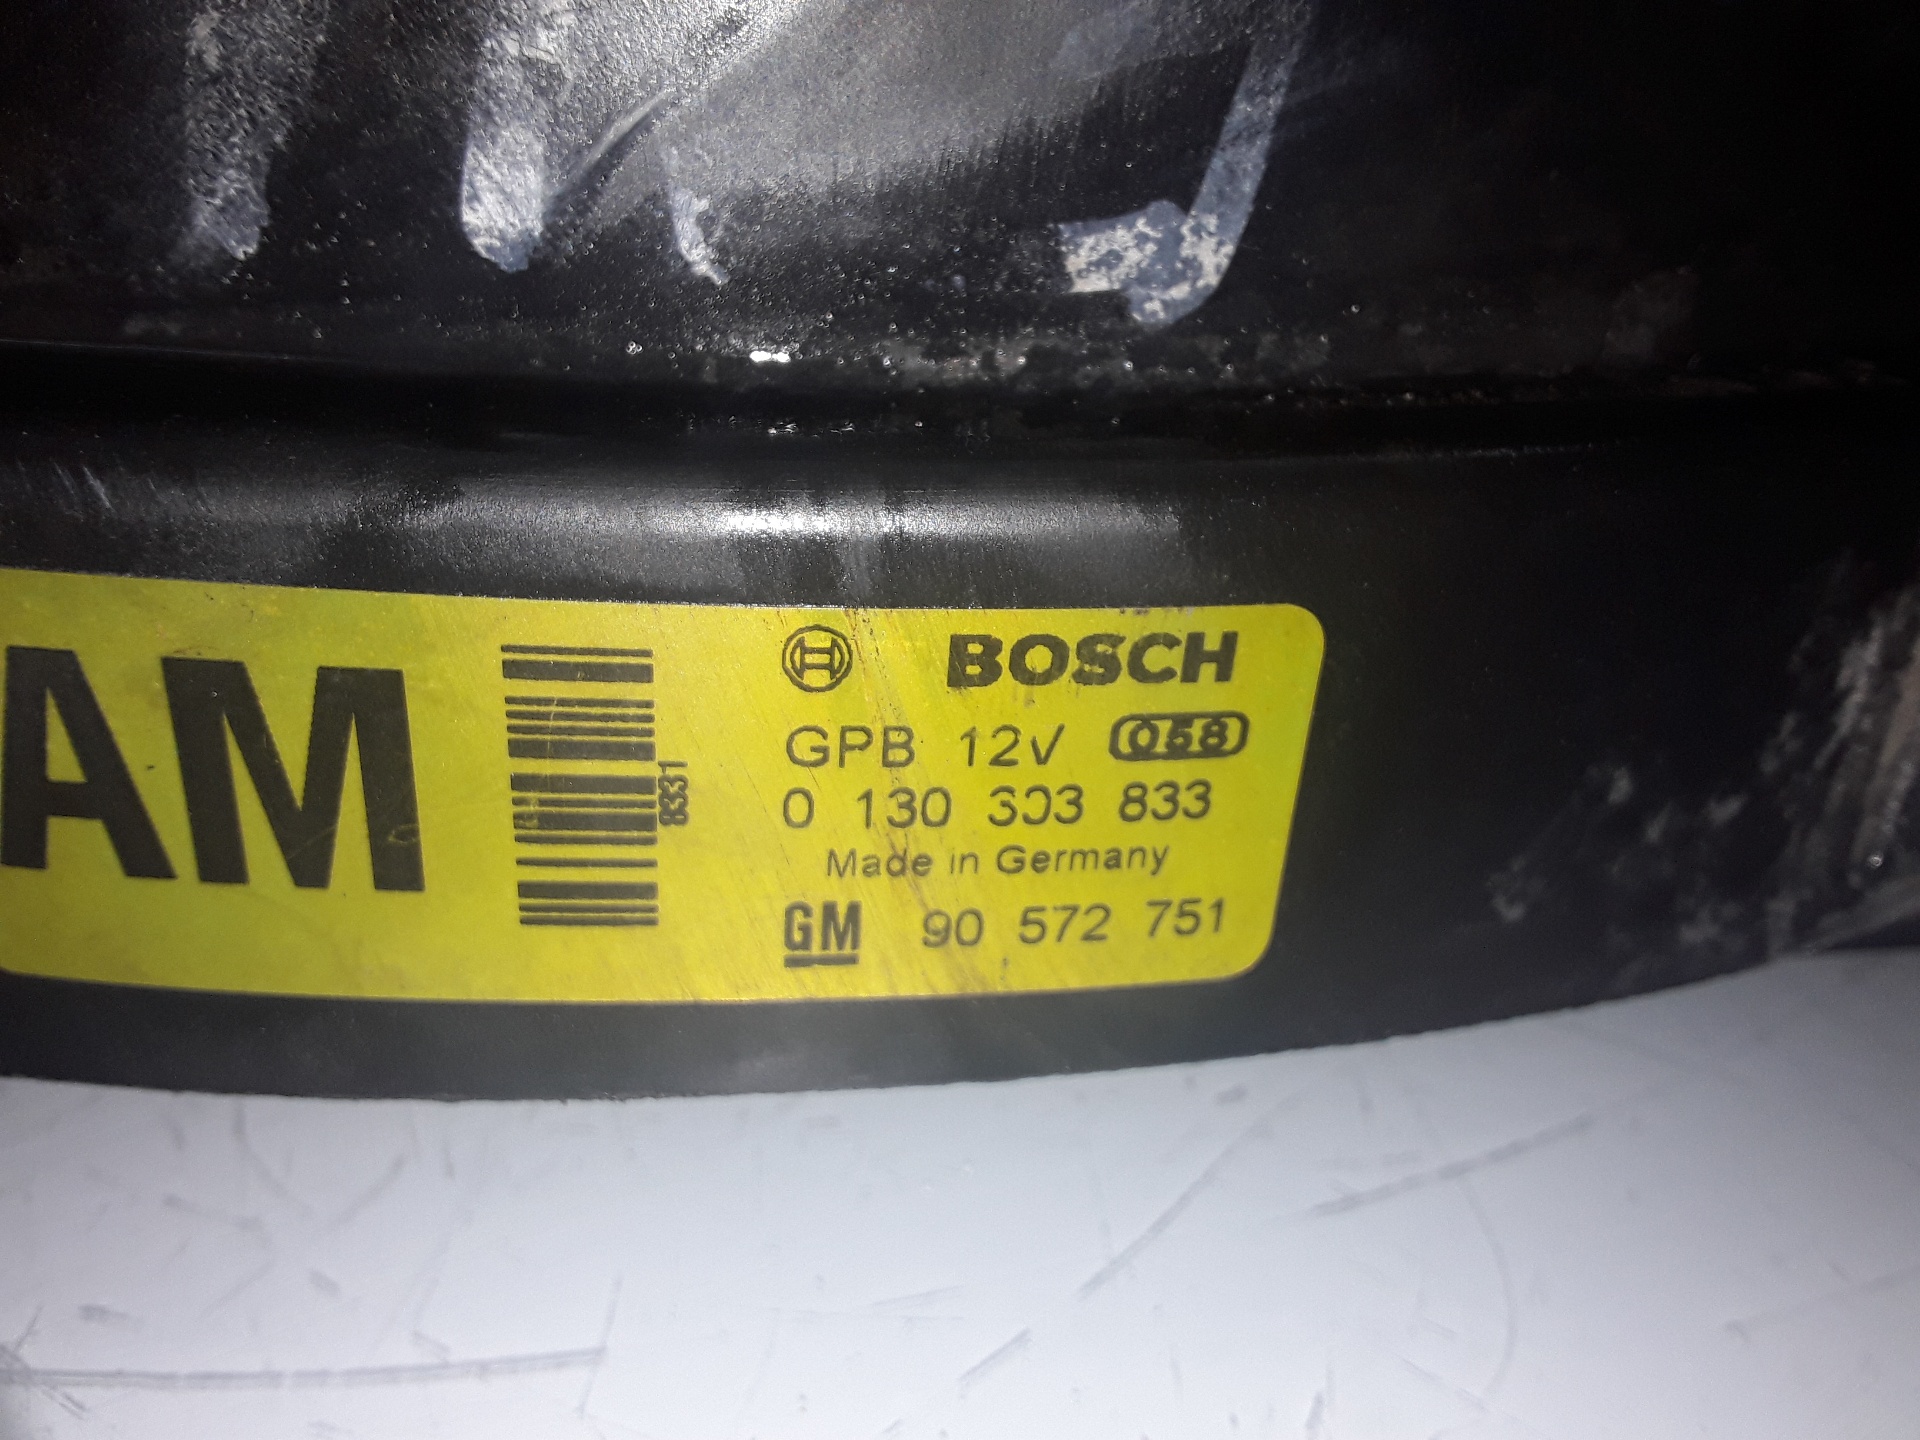 AM
8331
BOSCH
GPB 12V 058
0 130 303 833
Made in Germany
GM 90 572 751